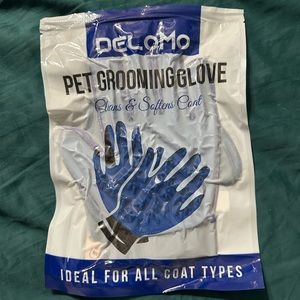 DELOMO
PET GROOMING GLOVE
Cleans & Softens Coat
IDEAL FOR ALL COAT TYPES